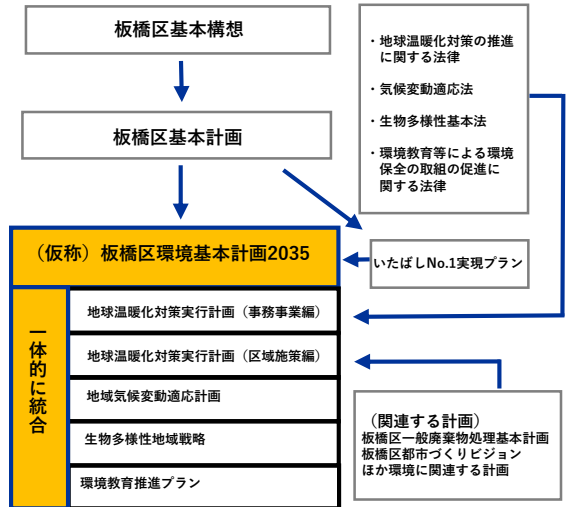 板橋区基本構想
・地球温暖化対策の推進
に関する法律
・気候変動適応法
・生物多様性基本法
・環境教育等による環境
保全の取組の促進に
関する法律
板橋区基本計画
（仮称）板橋区環境基本計画2035
いたばしNo.1実現プラン
一体的に統合
地球温暖化対策実行計画（事務事業編）
地球温暖化対策実行計画（区域施策編）
地域気候変動適応計画
生物多様性地域戦略
環境教育推進プラン
（関連する計画）
板橋区一般廃棄物処理基本計画
板橋区都市づくりビジョン
ほか環境に関連する計画